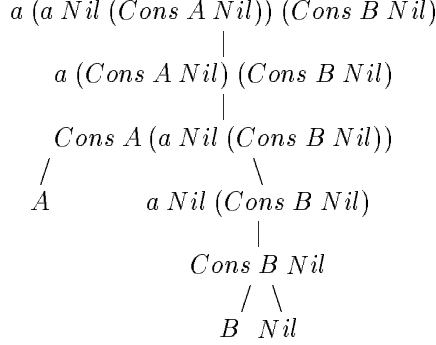 a (a Nil (Cons A Nil)) (Cons B Nil)
a (Cons A Nil) (Cons B Nil)
Cons A (a Nil (Cons B Nil))
A a Nil (Cons B Nil)
Cons B Nil
B Nil